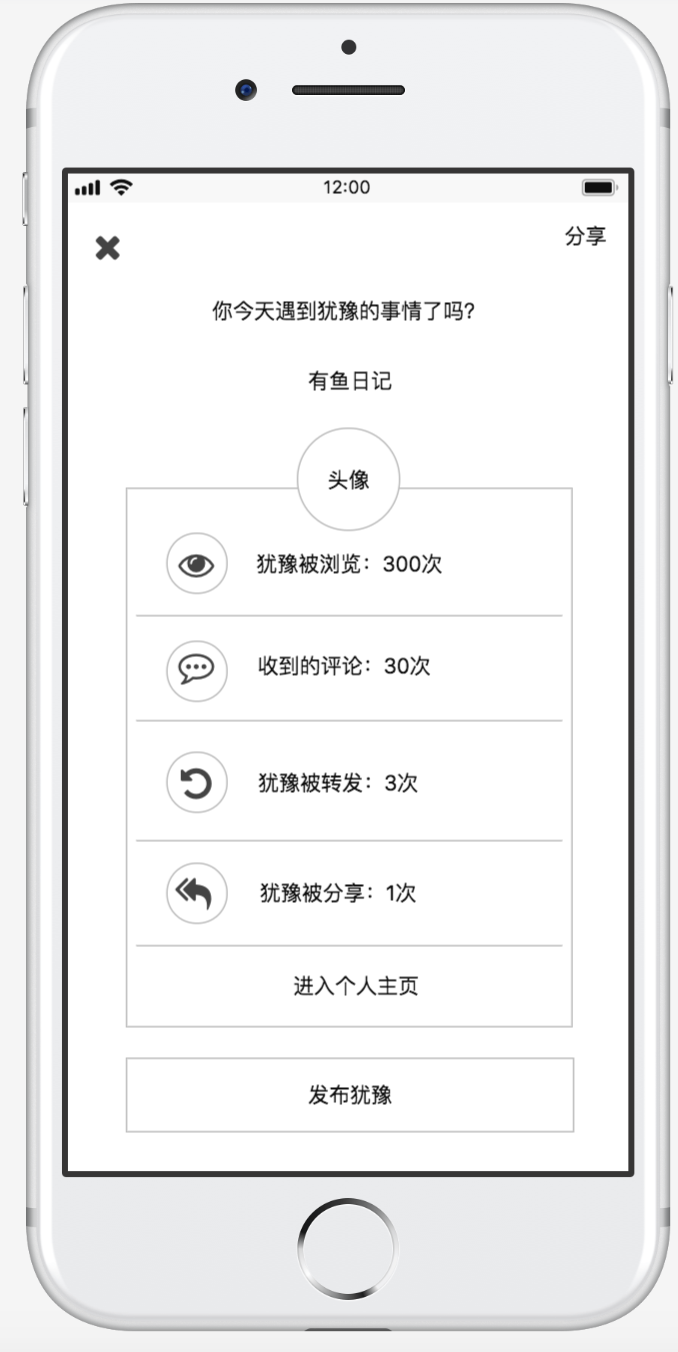 12:00
分享
你今天遇到犹豫的事情了吗?
有鱼日记
头像
犹豫被浏览：300次
收到的评论：30次
犹豫被转发：3次
犹豫被分享：1次
进入个人主页
发布犹豫